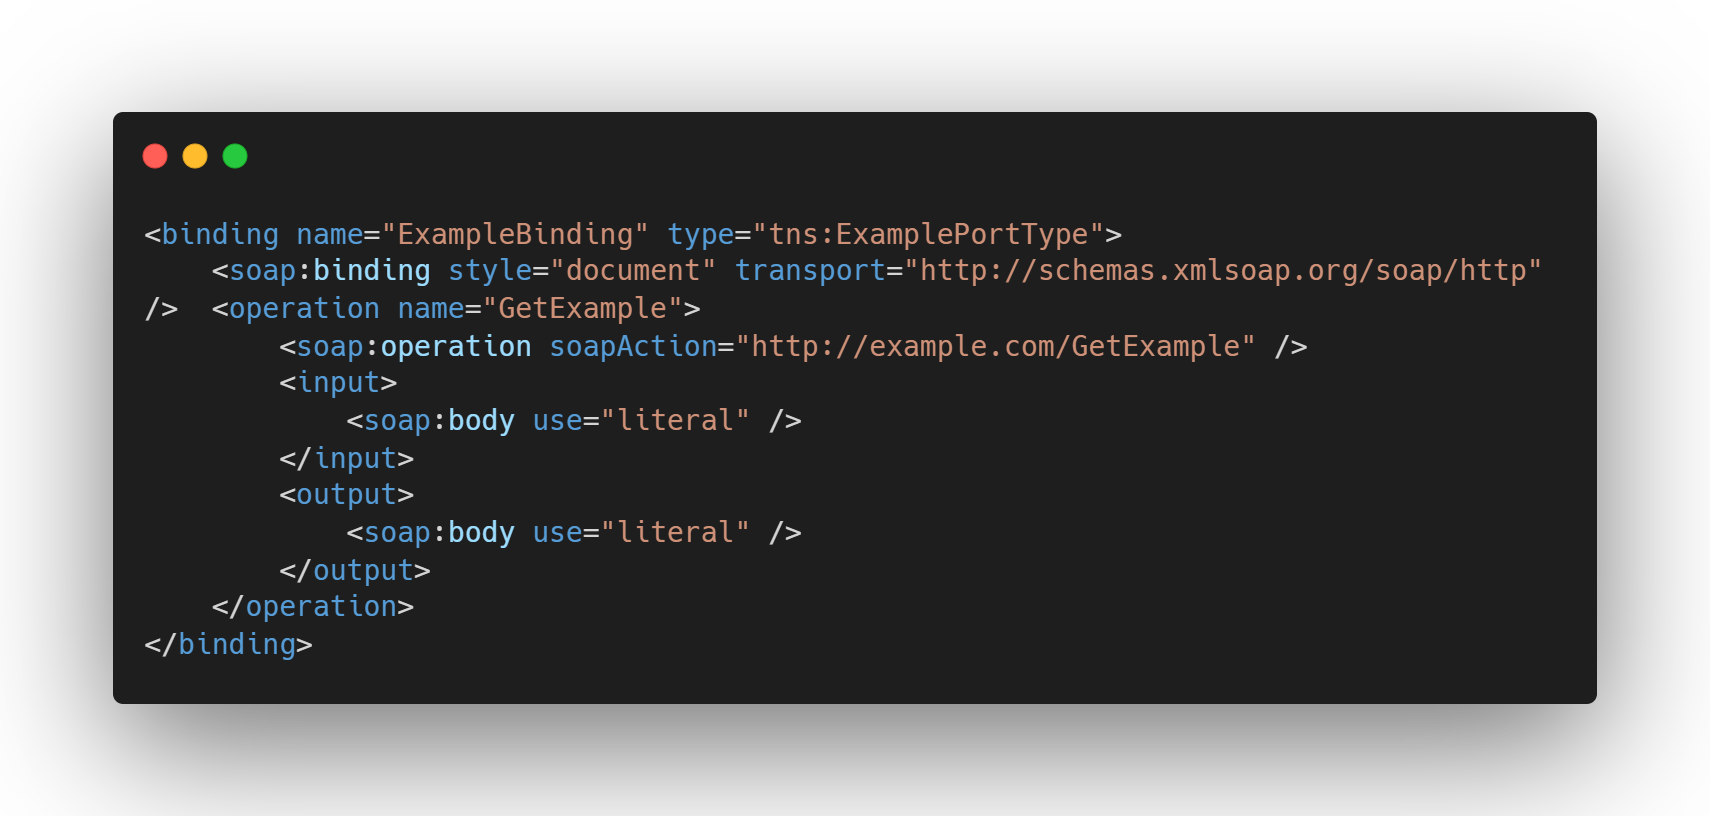 <binding name="ExampleBinding" type="tns:ExamplePortType">
    <soap:binding style="document" transport="http://schemas.xmlsoap.org/soap/http"
/>  <operation name="GetExample">
        <soap:operation soapAction="http://example.com/GetExample" />
        <input>
            <soap:body use="literal" />
        </input>
        <output>
            <soap:body use="literal" />
        </output>
    </operation>
</binding>